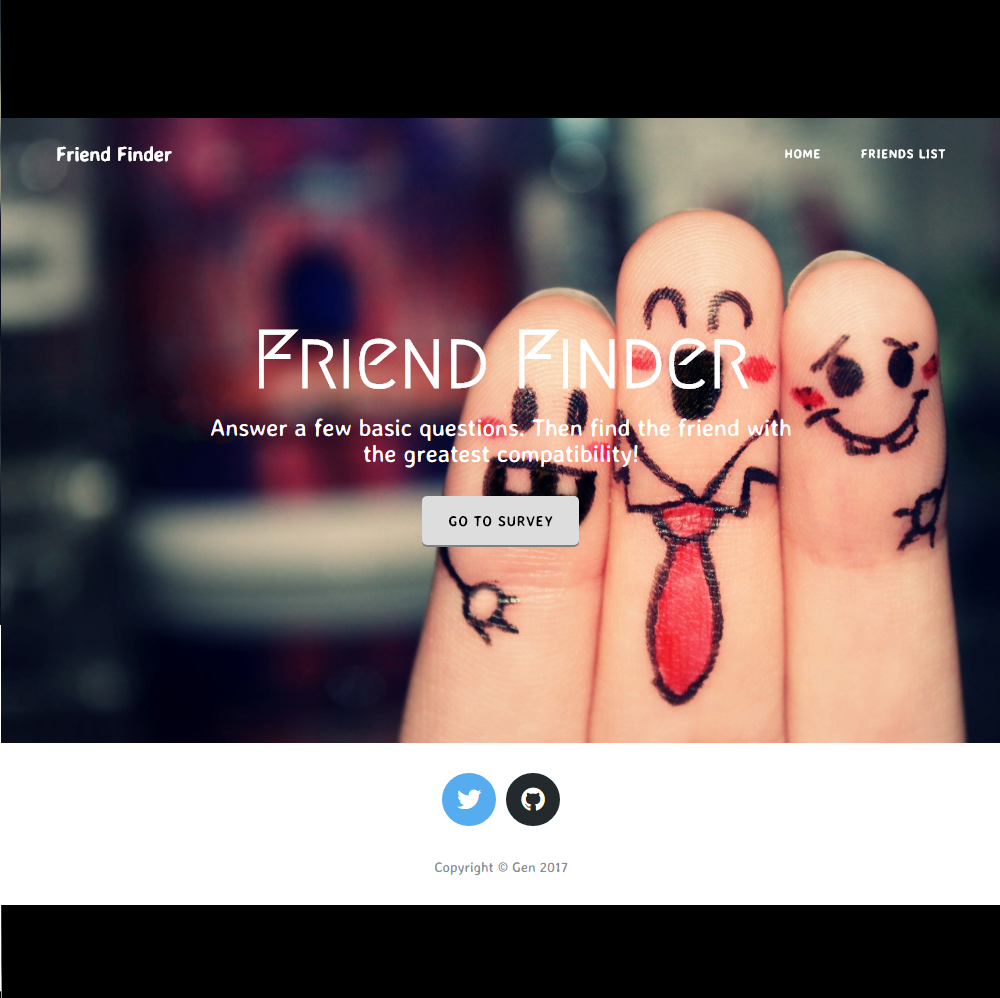 Friend Finder
HOME
FRIENDS LIST
Friend Finder
Answer a few basic questions. Then find the friend with
the greatest compatibility!
GO TO SURVEY
Copyright © Gen 2017